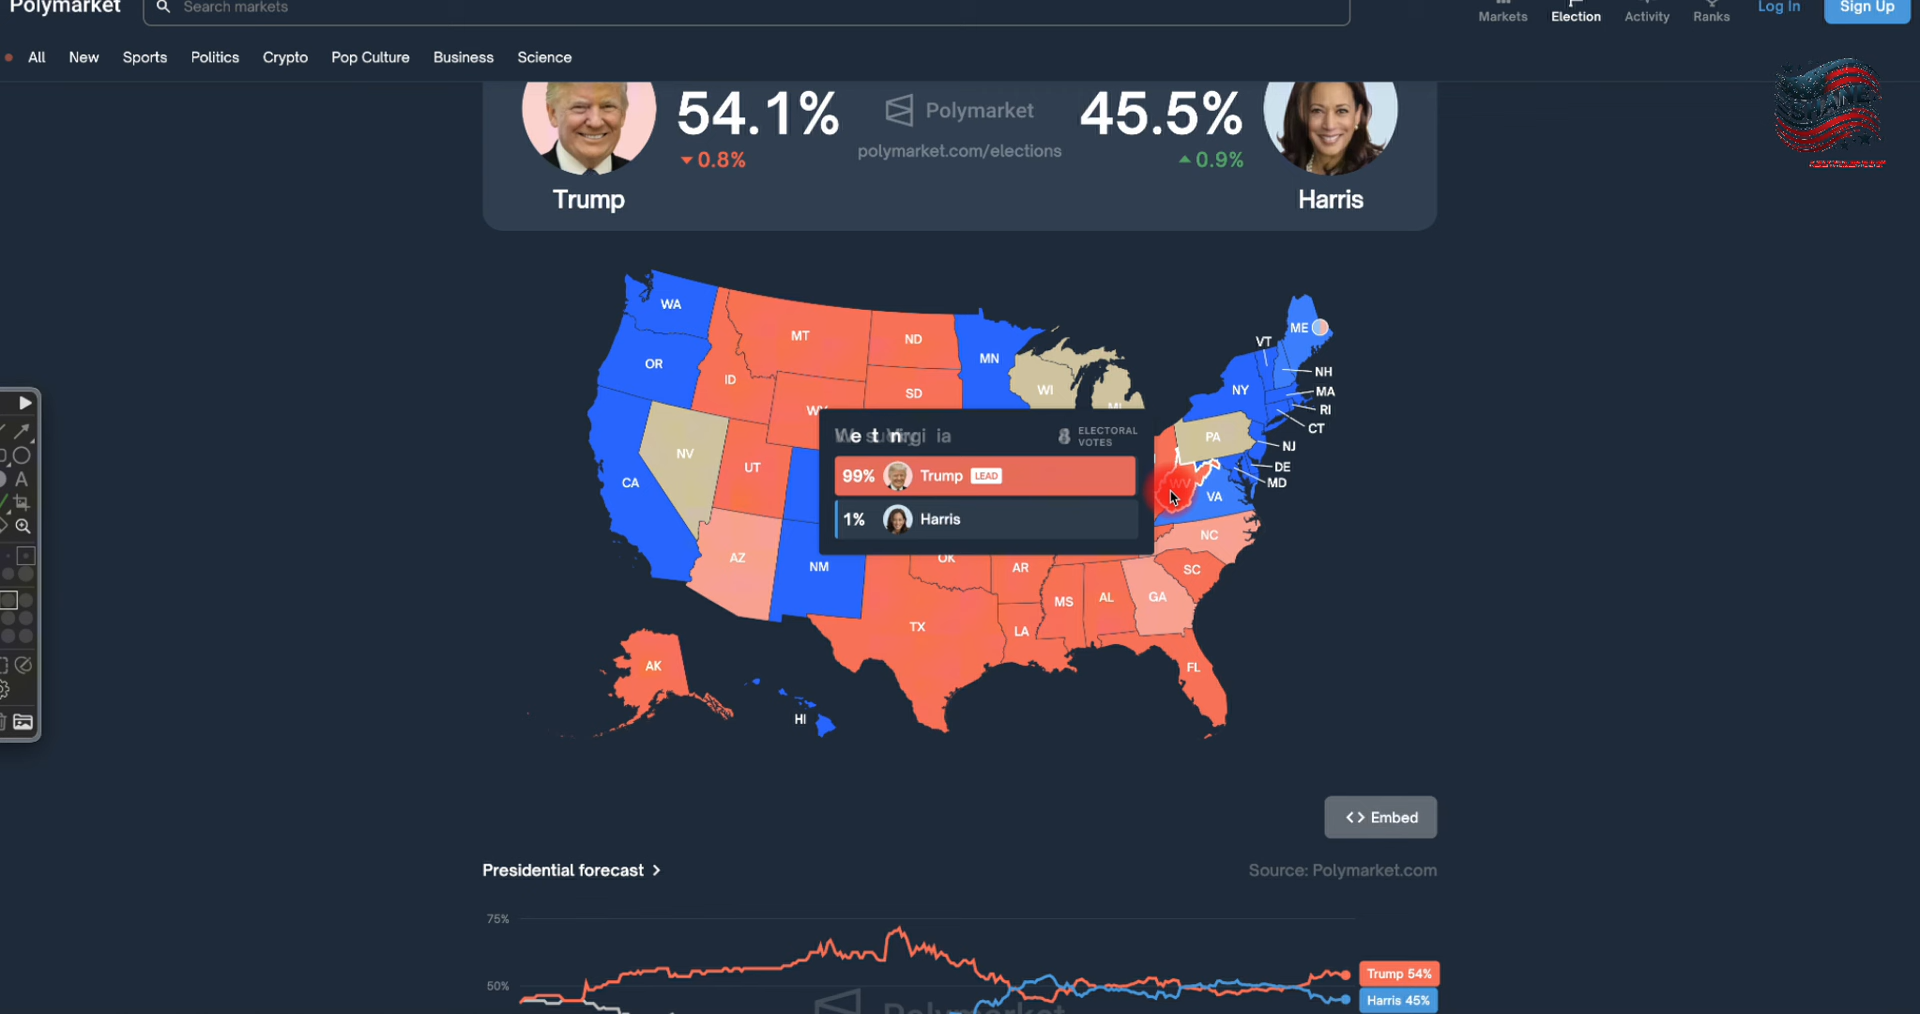 Polymarket
Search markets
Markets
Election
Activity
Ranks
Log In
Sign Up
All
New
Sports
Politics
Crypto
Pop Culture
Business
Science
54.1%
0.8%
Trump
Polymarket
polymarket.com/elections
45.5%
0.9%
Harris
WA
OR
CA
NV
ID
MT
ND
SD
UT
AZ
NM
MN
WI
ME
VT
NH
MA
RI
CT
NY
NJ
DE
MD
PA
WV
VA
NC
SC
GA
AL
MS
AR
LA
OK
TX
FL
AK
HI
ELECTORAL
VOTES
99% Trump LEAD
1% Harris
A
<> Embed
Presidential forecast >
Source: Polymarket.com
75%
50%
Trump 54%
Harris 45%
Polymarket